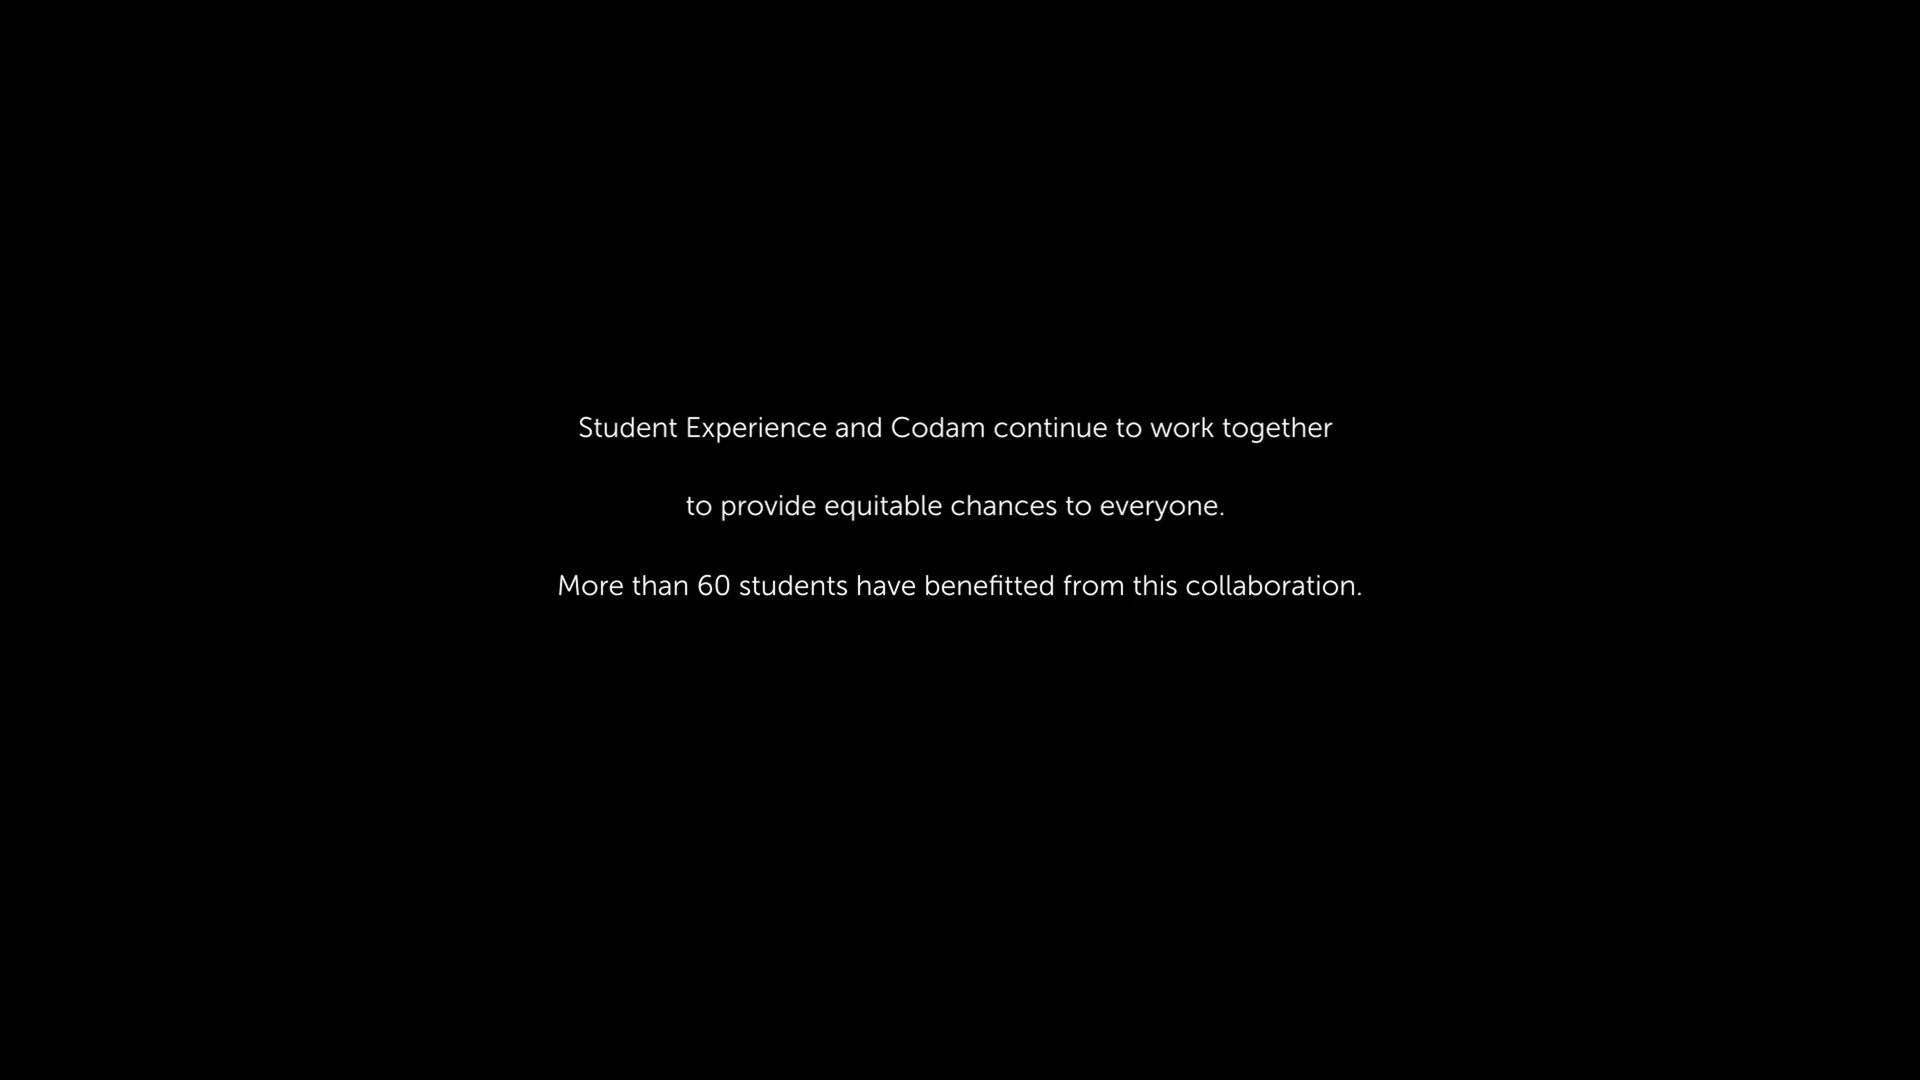 Student Experience and Codam continue to work together
to provide equitable chances to everyone.
More than 60 students have benefitted from this collaboration.